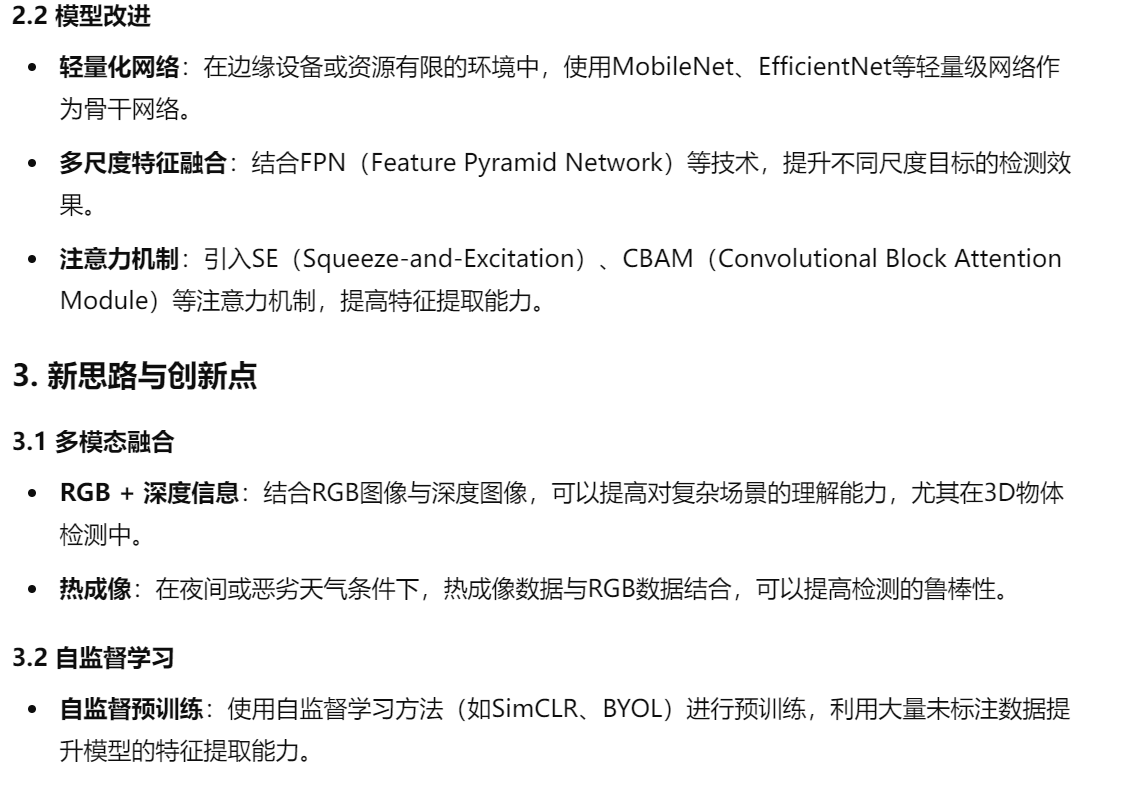 2.2 模型改进
• 轻量化网络：在边缘设备或资源有限的环境中，使用MobileNet、EfficientNet等轻量级网络作
为骨干网络。
• 多尺度特征融合：结合FPN（Feature Pyramid Network）等技术，提升不同尺度目标的检测效
果。
• 注意力机制：引入SE（Squeeze-and-Excitation）、CBAM（Convolutional Block Attention
Module）等注意力机制，提高特征提取能力。
3. 新思路与创新点
3.1 多模态融合
• RGB + 深度信息：结合RGB图像与深度图像，可以提高对复杂场景的理解能力，尤其在3D物体
检测中。
• 热成像：在夜间或恶劣天气条件下，热成像数据与RGB数据结合，可以提高检测的鲁棒性。
3.2 自监督学习
• 自监督预训练：使用自监督学习方法（如SimCLR、BYOL）进行预训练，利用大量未标注数据提
升模型的特征提取能力。